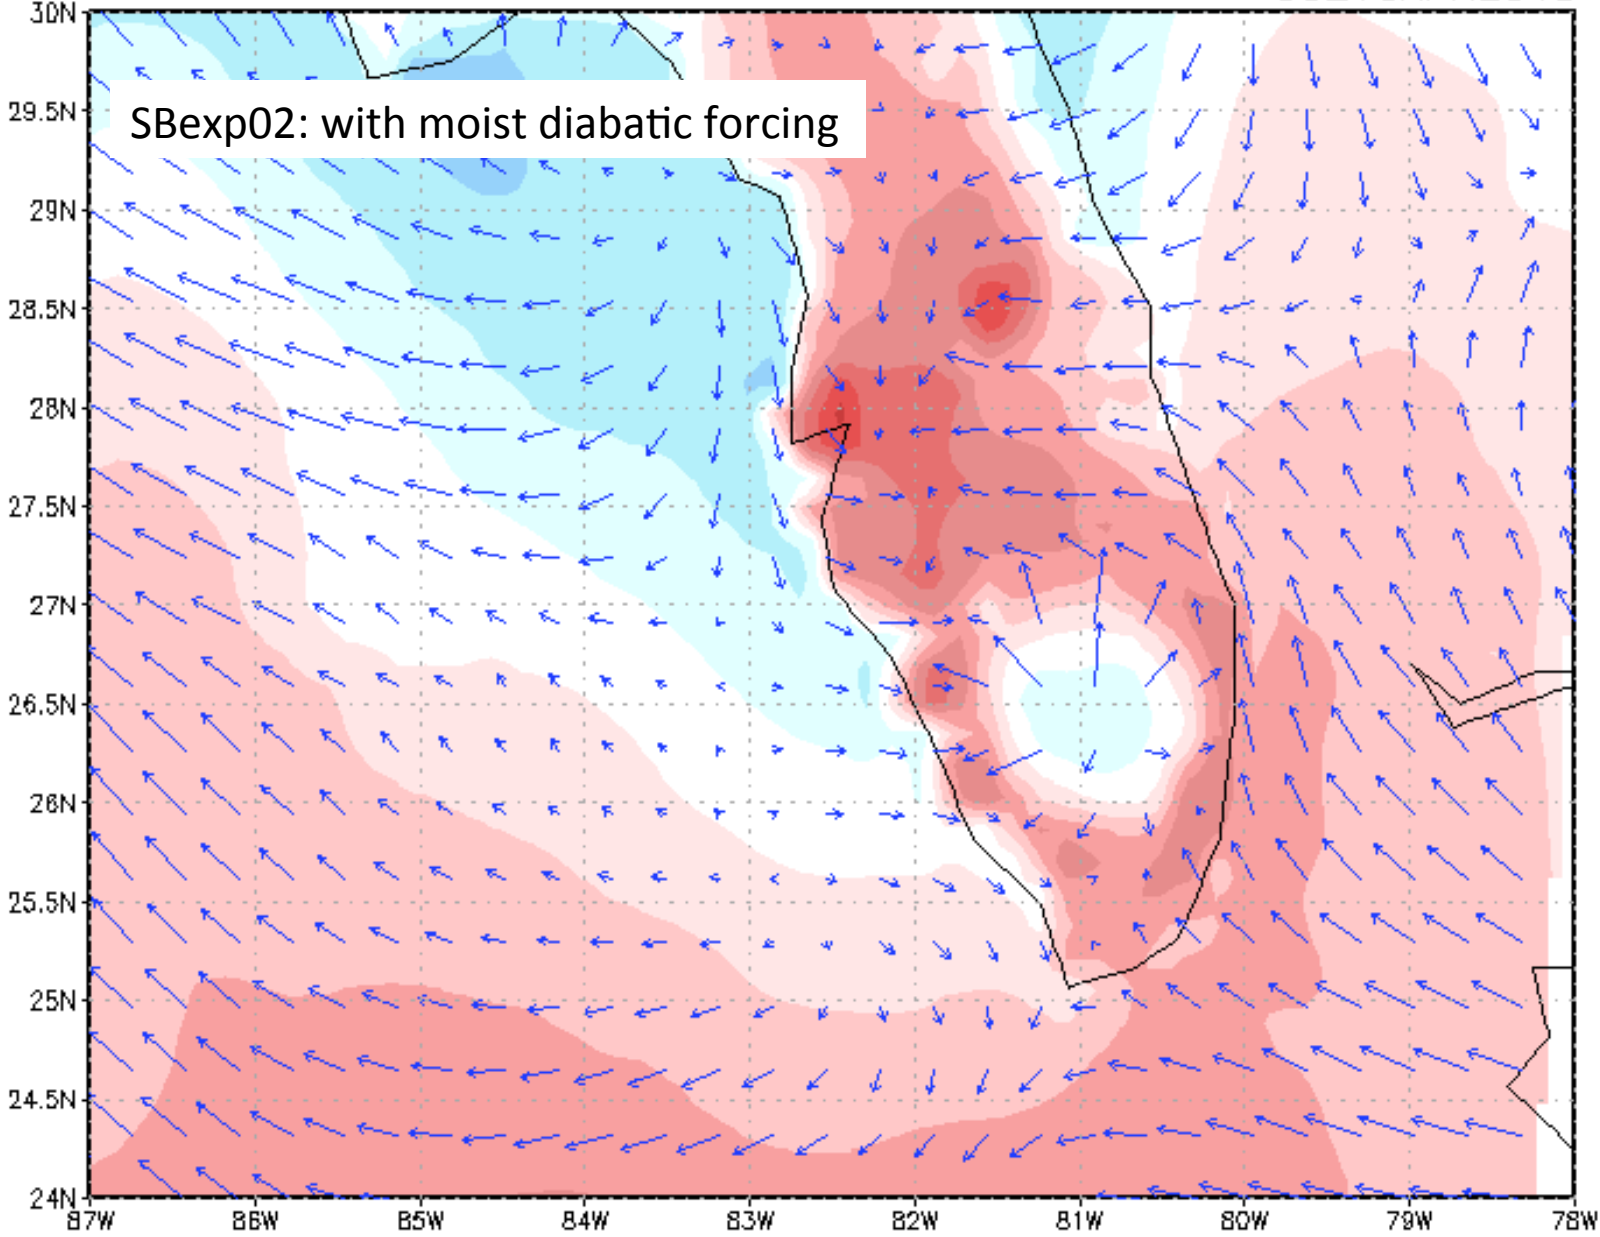 30N
29.5N
SBexp02: with moist diabatic forcing
29N
28.5N
28N
27.5N
27N
26.5N
26N
25.5N
25N
24.5N
24N
87W 86W 85W 84W 83W 82W 81W 80W 79W 78W